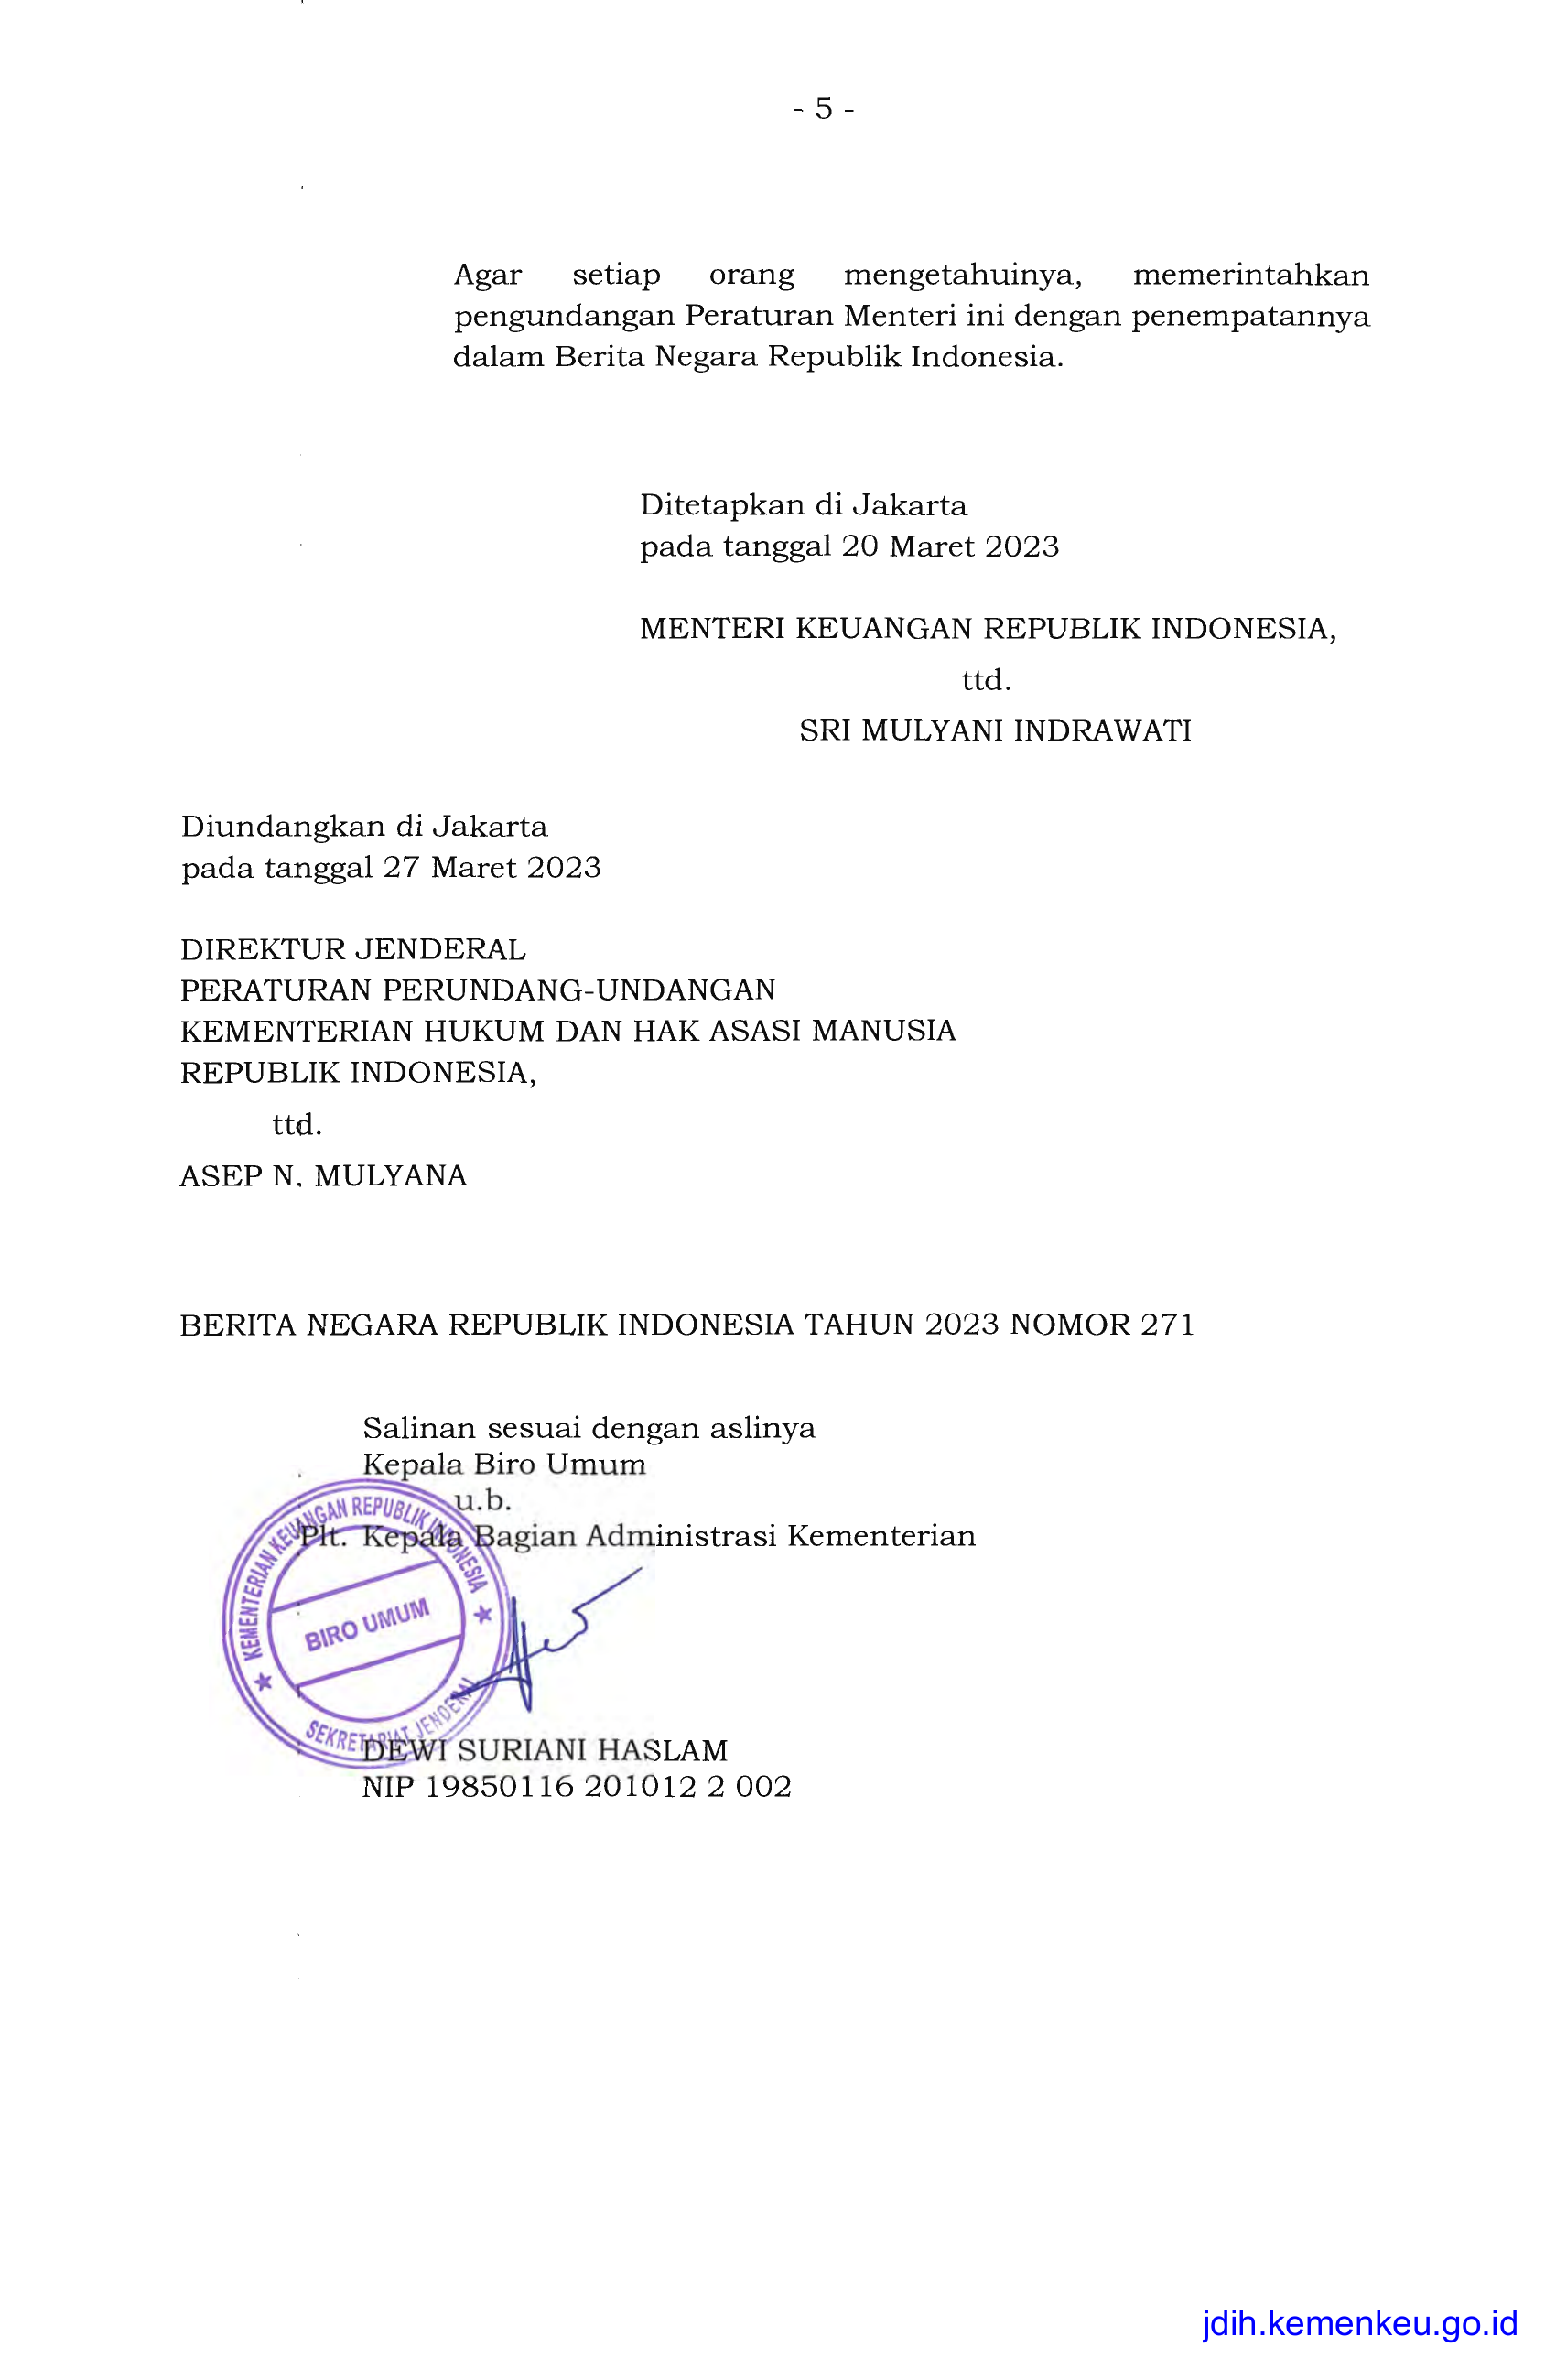 - 5 -
Agar setiap orang mengetahuinya, memerintahkan
pengundangan Peraturan Menteri ini dengan penempatannya
dalam Berita Negara Republik Indonesia.
Ditetapkan di Jakarta
pada tanggal 20 Maret 2023
MENTERI KEUANGAN REPUBLIK INDONESIA,
ttd.
SRI MULYANI INDRAWATI
Diundangkan di Jakarta
pada tanggal 27 Maret 2023
DIREKTUR JENDERAL
PERATURAN PERUNDANG-UNDANGAN
KEMENTERIAN HUKUM DAN HAK ASASI MANUSIA
REPUBLIK INDONESIA,
ttd.
ASEP N. MULYANA
BERITA NEGARA REPUBLIK INDONESIA TAHUN 2023 NOMOR 271
Salinan sesuai dengan aslinya
Kepala Biro Umum
u.b.
Plt. Kepala Bagian Administrasi Kementerian
KEMENTERIAN KEUANGAN REPUBLIK INDONESIA
BIRO UMUM
SEKRETARIAT JENDERAL
DEWI SURIANI HASLAM
NIP 19850116 201012 2 002
jdih.kemenkeu.go.id